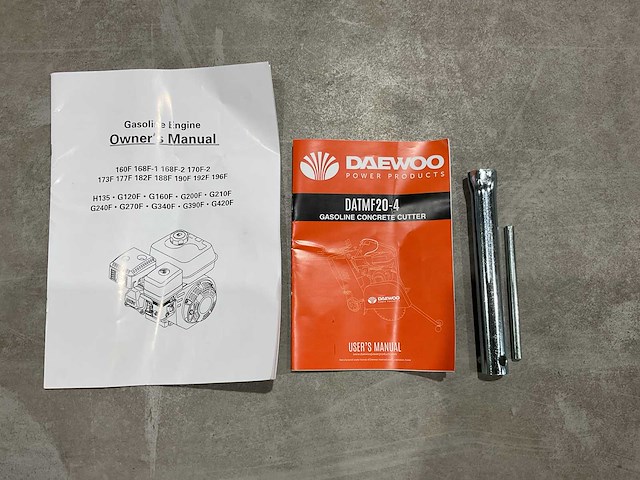 Gasoline Engine
Owner's Manual
160F 168F-1 168F-2 170F-2
173F 177F 182F 188F 190F 192F 196F
H135 • G120F • G160F • G200F • G210F
G240F • G270F • G340F • G390F • G420F
DAEWOO
POWER PRODUCTS
DATMF20-4
GASOLINE CONCRETE CUTTER
DAEWOO
USER'S MANUAL